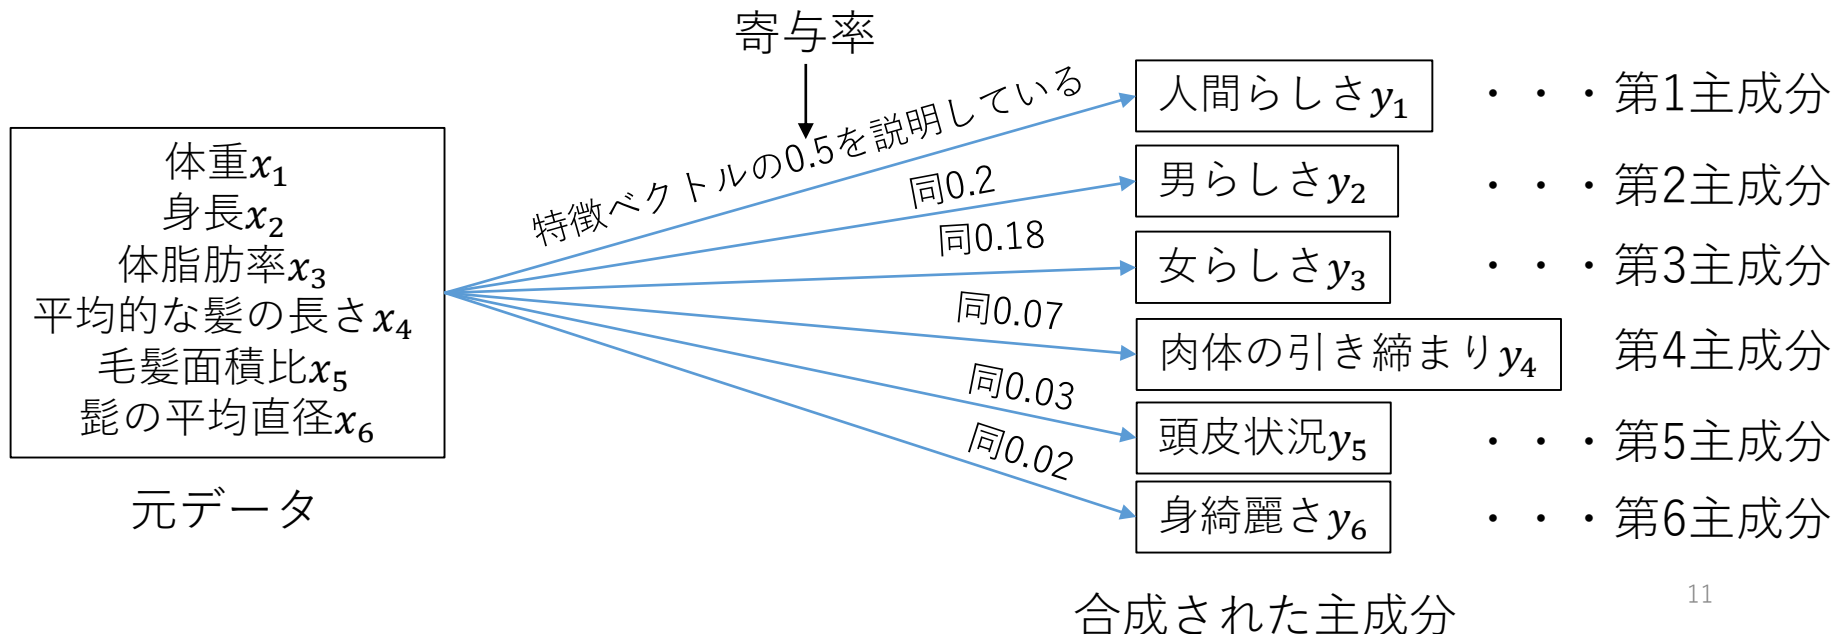 寄与率
体重x₁
身長x₂
体脂肪率x₃
平均的な髪の長さx₄
毛髪面積比x₅
髭の平均直径x₆
元データ
特徴ベクトルの0.5を説明している
同0.2
同0.18
同0.07
同0.03
同0.02
人間らしさy₁ ・・・第1主成分
男らしさy₂ ・・・第2主成分
女らしさy₃ ・・・第3主成分
肉体の引き締まりy₄ 第4主成分
頭皮状況y₅ ・・・第5主成分
身綺麗さy₆ ・・・第6主成分
合成された主成分
11